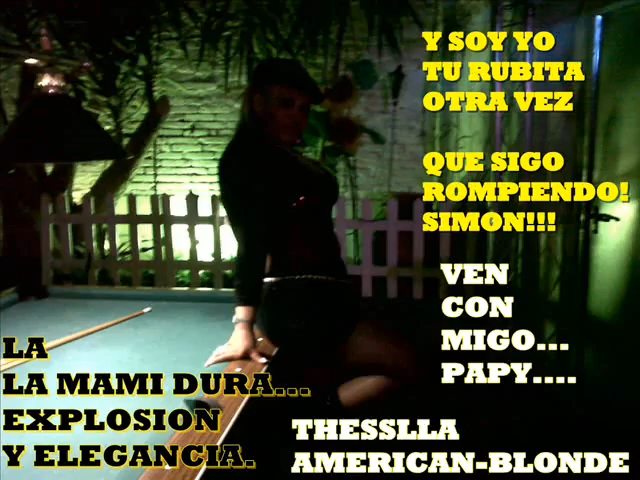 Y SOY YO
TU RUBITA
OTRA VEZ
QUE SIGO
ROMPIENDO!
SIMON!!!
VEN
CON
MIGO...
PAPY....
LA
LA MAMI DURA...
EXPLOSION
Y ELEGANCIA.
THESSLLA
AMERICAN-BLONDE